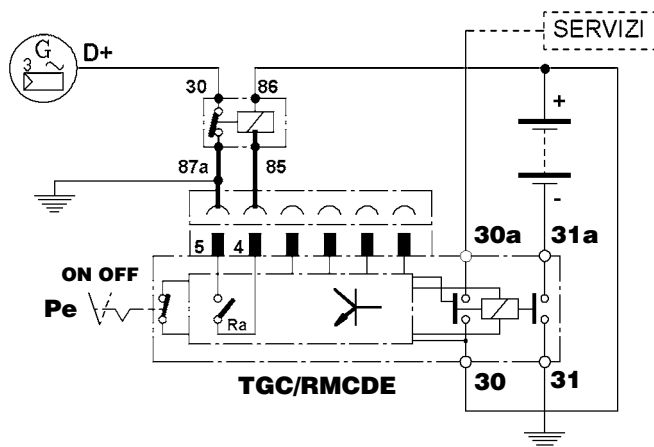 SERVIZI
G
3 ~
D+
30
86
+
87a
85
-
5
4
30a
31a
ON OFF
Pe
Ra
TGC/RMCDE
30
31